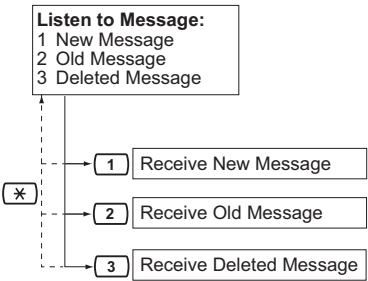 Listen to Message:
1 New Message
2 Old Message
3 Deleted Message
1 Receive New Message
*
2 Receive Old Message
3 Receive Deleted Message